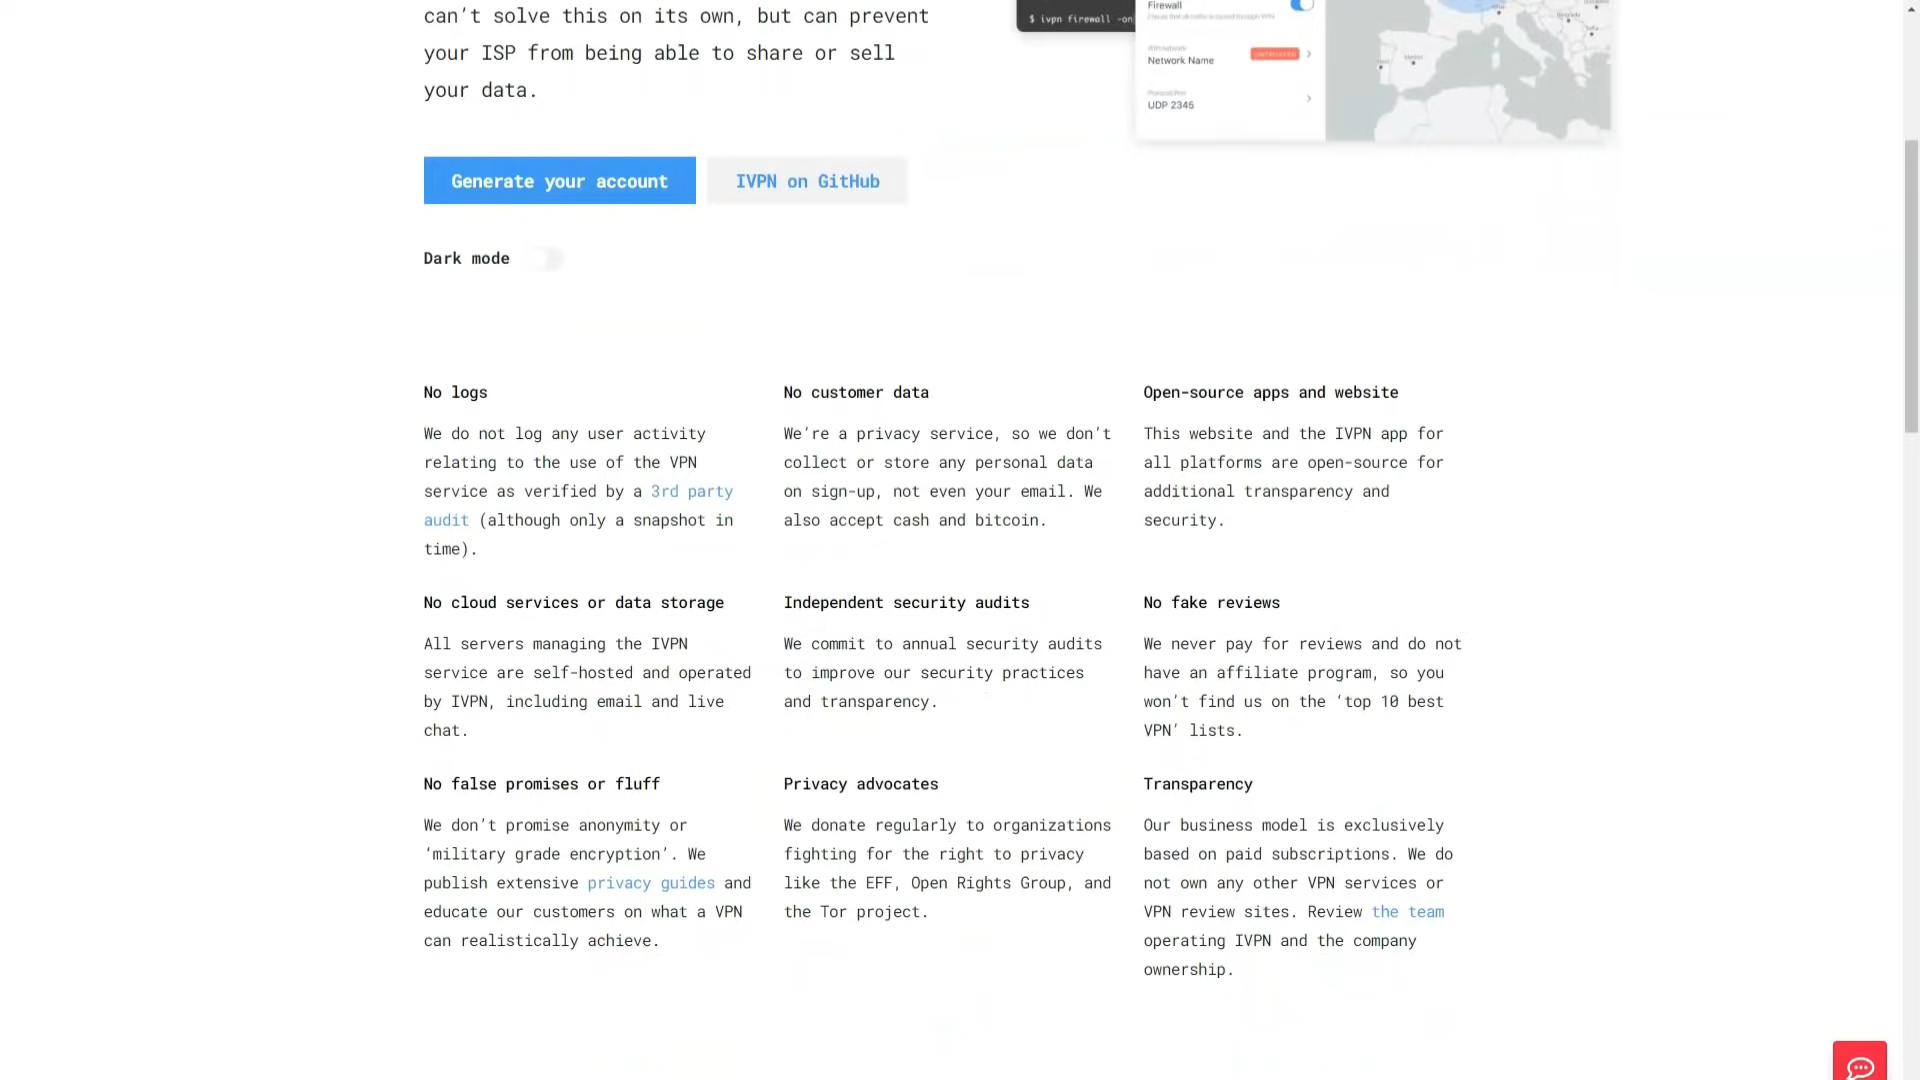 can't solve this on its own, but can prevent
your ISP from being able to share or sell
your data.
$ ivpn firewall -on
Firewall
Network Name
UDP 2345
Generate your account
IVPN on GitHub
Dark mode
No logs
We do not log any user activity
relating to the use of the VPN
service as verified by a 3rd party
audit (although only a snapshot in
time).
No customer data
We're a privacy service, so we don't
collect or store any personal data
on sign-up, not even your email. We
also accept cash and bitcoin.
Open-source apps and website
This website and the IVPN app for
all platforms are open-source for
additional transparency and
security.
No cloud services or data storage
All servers managing the IVPN
service are self-hosted and operated
by IVPN, including email and live
chat.
Independent security audits
We commit to annual security audits
to improve our security practices
and transparency.
No fake reviews
We never pay for reviews and do not
have an affiliate program, so you
won't find us on the ‘top 10 best
VPN’ lists.
No false promises or fluff
We don't promise anonymity or
‘military grade encryption’. We
publish extensive privacy guides and
educate our customers on what a VPN
can realistically achieve.
Privacy advocates
We donate regularly to organizations
fighting for the right to privacy
like the EFF, Open Rights Group, and
the Tor project.
Transparency
Our business model is exclusively
based on paid subscriptions. We do
not own any other VPN services or
VPN review sites. Review the team
operating IVPN and the company
ownership.